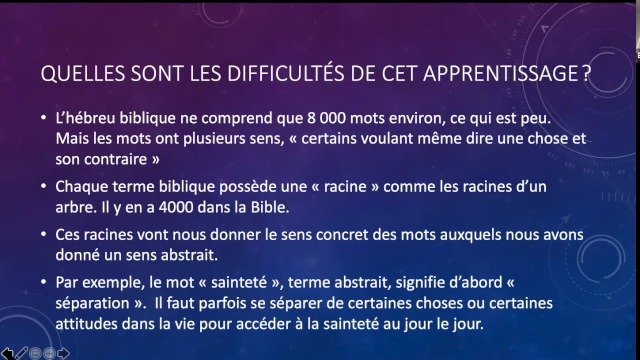 QUELLES SONT LES DIFFICULTÉS DE CET APPRENTISSAGE ?
• L'hébreu biblique ne comprend que 8 000 mots environ, ce qui est peu.
Mais les mots ont plusieurs sens, « certains voulant même dire une chose et
son contraire »
• Chaque terme biblique possède une « racine » comme les racines d'un
arbre. Il y en a 4000 dans la Bible.
• Ces racines vont nous donner le sens concret des mots auxquels nous avons
donné un sens abstrait.
• Par exemple, le mot « sainteté », terme abstrait, signifie d'abord «
séparation ». Il faut parfois se séparer de certaines choses ou certaines
attitudes dans la vie pour accéder à la sainteté au jour le jour.